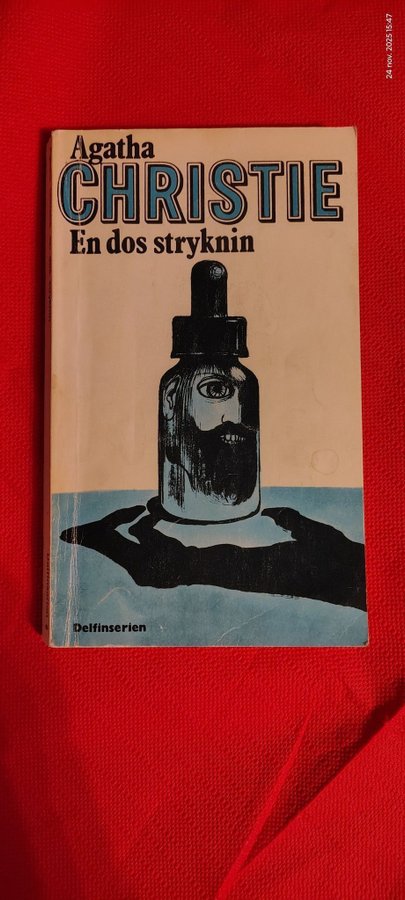 24 nov. 2025 15:47
Agatha
CHRISTIE
En dos stryknin
Delfinserien